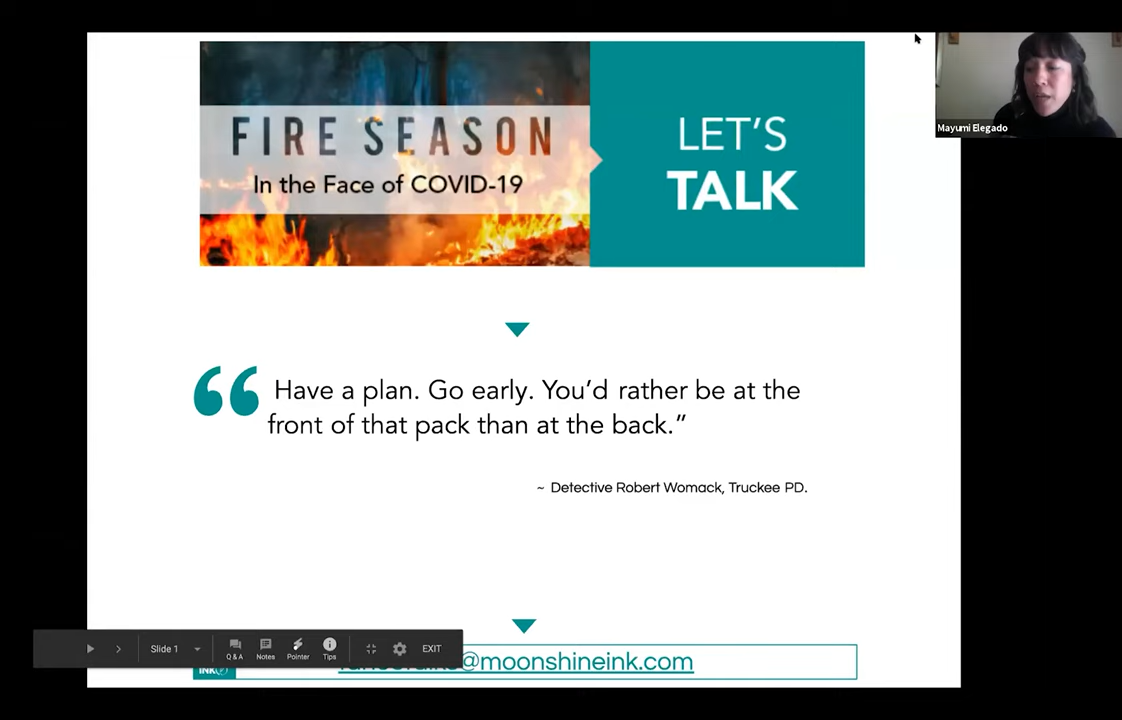 FIRE SEASON
In the Face of COVID-19
LET'S
TALK
Mayumi Elegado
“ Have a plan. Go early. You'd rather be at the
front of that pack than at the back.”
~ Detective Robert Womack, Truckee PD.
Slide 1
Q & A
Notes
Pointer
Tips
EXIT
@moonshineink.com
INK